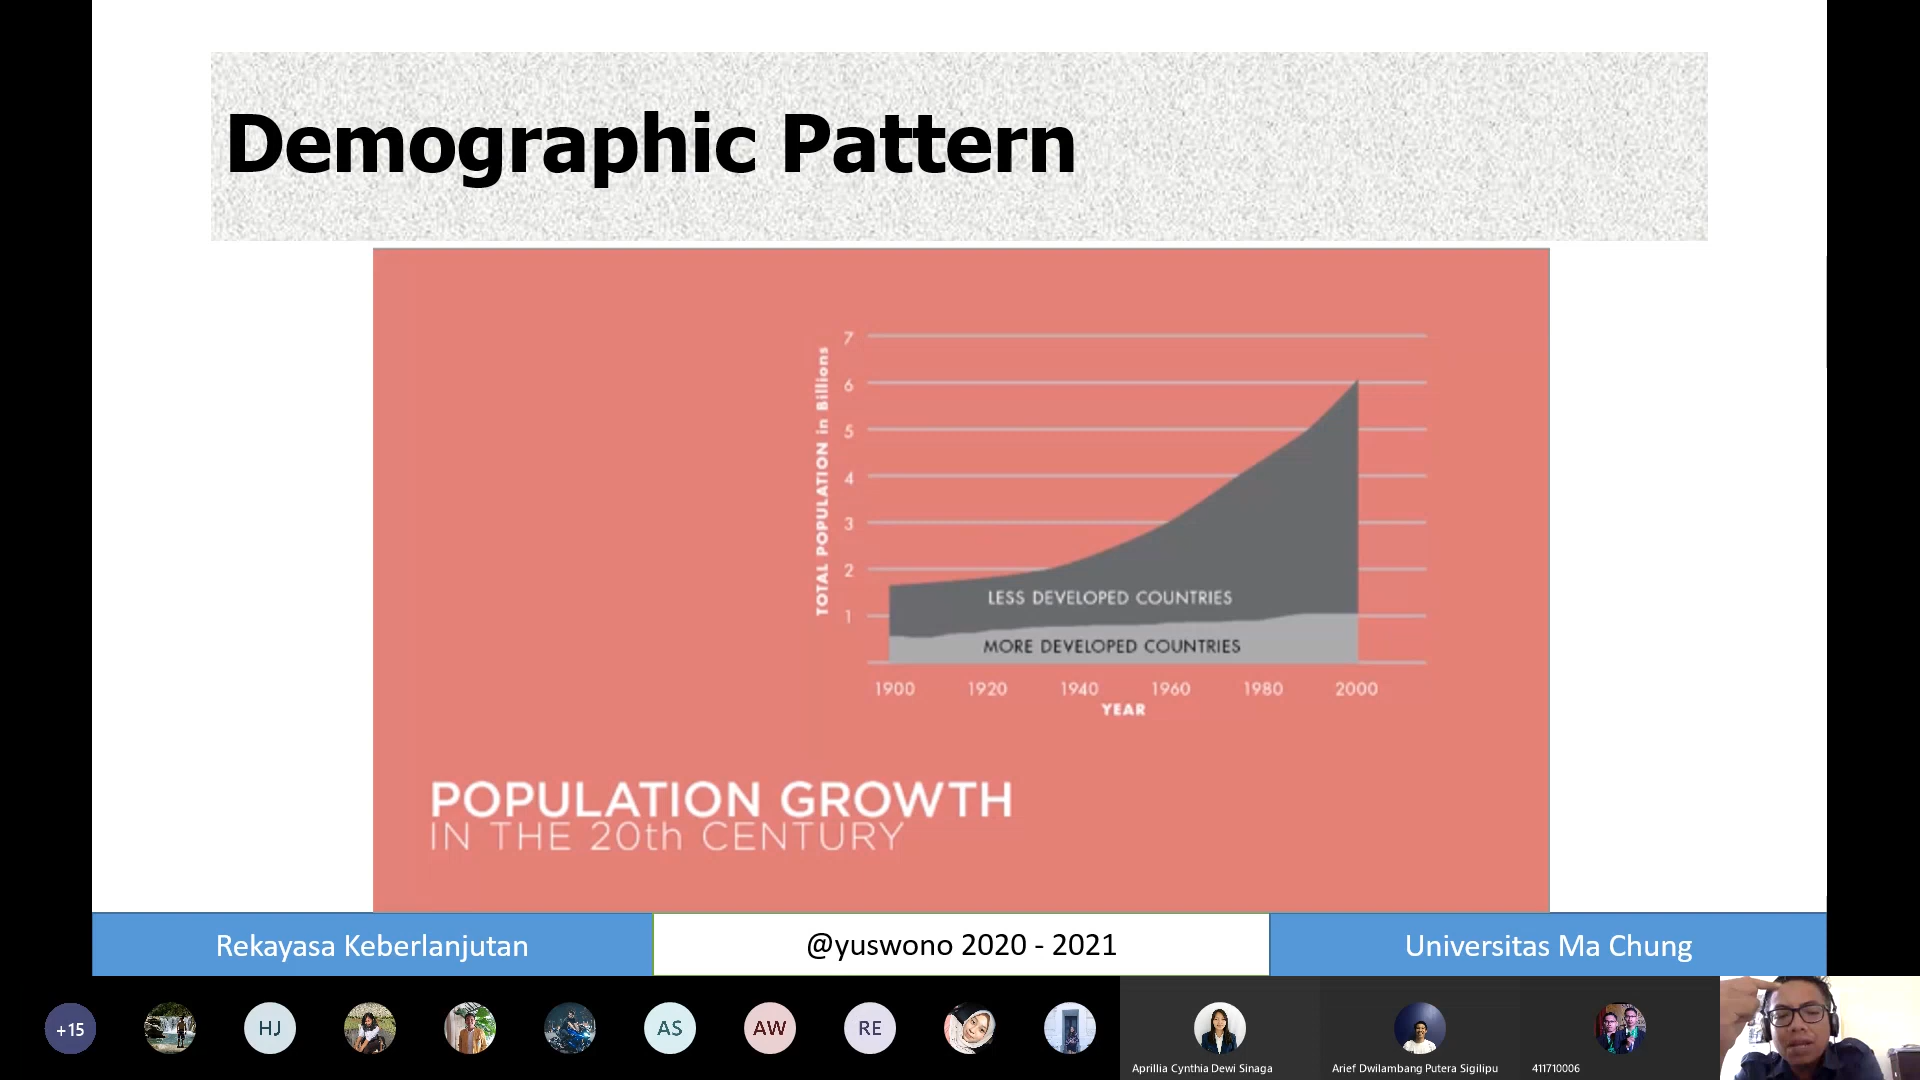 Demographic Pattern
TOTAL POPULATION in Billions
7
6
5
4
3
2
1
LESS DEVELOPED COUNTRIES
MORE DEVELOPED COUNTRIES
1900 1920 1940 1960 1980 2000
YEAR
POPULATION GROWTH
IN THE 20th CENTURY
Rekayasa Keberlanjutan
@yuswono 2020 - 2021
Universitas Ma Chung
+15
HJ
AS
AW
RE
Aprillia Cynthia Dewi Sinaga
Arief Dwilambang Putera Sigilipu
411710006